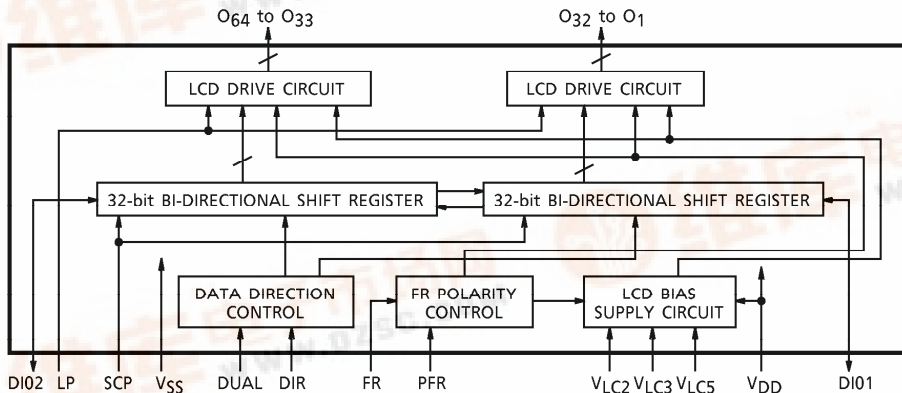 O64 to O33
O32 to O1
LCD DRIVE CIRCUIT
LCD DRIVE CIRCUIT
32-bit BI-DIRECTIONAL SHIFT REGISTER
32-bit BI-DIRECTIONAL SHIFT REGISTER
DATA DIRECTION
CONTROL
FR POLARITY
CONTROL
LCD BIAS
SUPPLY CIRCUIT
DI02 LP SCP VSS DUAL DIR FR PFR VLC2 VLC3 VLC5 VDD DI01